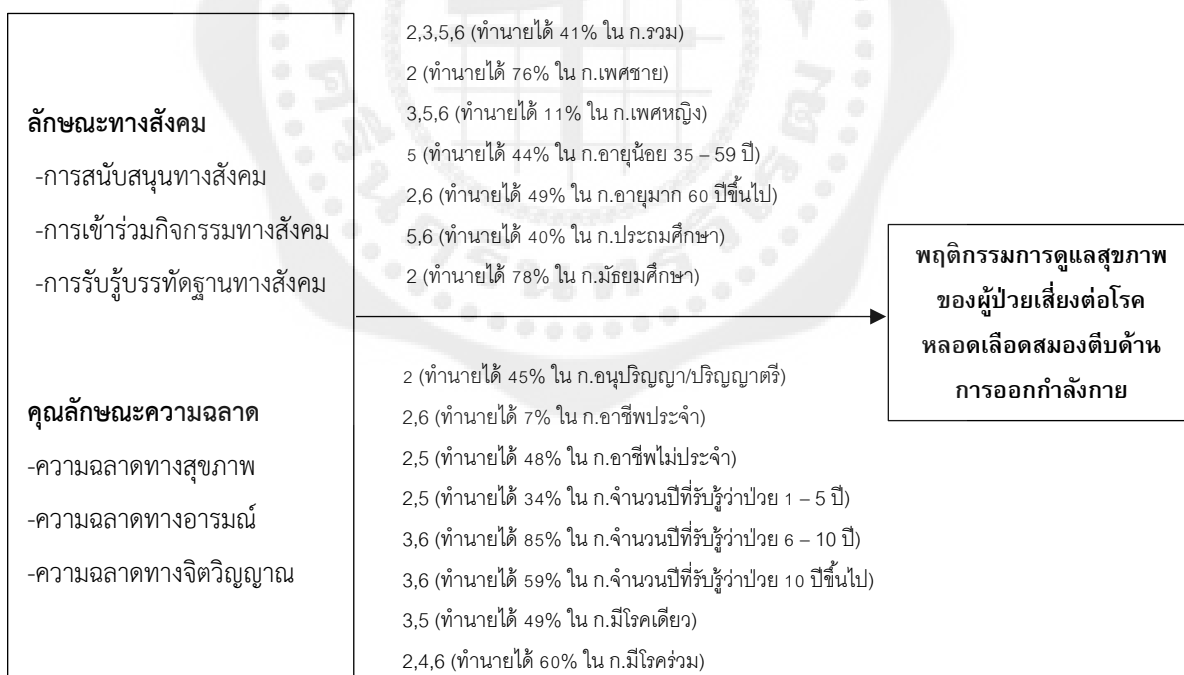 ลักษณะทางสังคม
-การสนับสนุนทางสังคม
-การเข้าร่วมกิจกรรมทางสังคม
-การรับรู้บรรทัดฐานทางสังคม
คุณลักษณะความฉลาด
-ความฉลาดทางสุขภาพ
-ความฉลาดทางอารมณ์
-ความฉลาดทางจิตวิญญาณ
2,3,5,6 (ทำนายได้ 41% ใน ก.รวม)
2 (ทำนายได้ 76% ใน ก.เพศชาย)
3,5,6 (ทำนายได้ 11% ใน ก.เพศหญิง)
5 (ทำนายได้ 44% ใน ก.อายุน้อย 35 – 59 ปี)
2,6 (ทำนายได้ 49% ใน ก.อายุมาก 60 ปีขึ้นไป)
5,6 (ทำนายได้ 40% ใน ก.ประถมศึกษา)
2 (ทำนายได้ 78% ใน ก.มัธยมศึกษา)
2 (ทำนายได้ 45% ใน ก.อนุปริญญา/ปริญญาตรี)
2,6 (ทำนายได้ 7% ใน ก.อาชีพประจำ)
2,5 (ทำนายได้ 48% ใน ก.อาชีพไม่ประจำ)
2,5 (ทำนายได้ 34% ใน ก.จำนวนปีที่รับรู้ว่าป่วย 1 – 5 ปี)
3,6 (ทำนายได้ 85% ใน ก.จำนวนปีที่รับรู้ว่าป่วย 6 – 10 ปี)
3,6 (ทำนายได้ 59% ใน ก.จำนวนปีที่รับรู้ว่าป่วย 10 ปีขึ้นไป)
3,5 (ทำนายได้ 49% ใน ก.มีโรคเดียว)
2,4,6 (ทำนายได้ 60% ใน ก.มีโรคร่วม)
พฤติกรรมการดูแลสุขภาพ
ของผู้ป่วยเสี่ยงต่อโรค
หลอดเลือดสมองตีบด้าน
การออกกำลังกาย